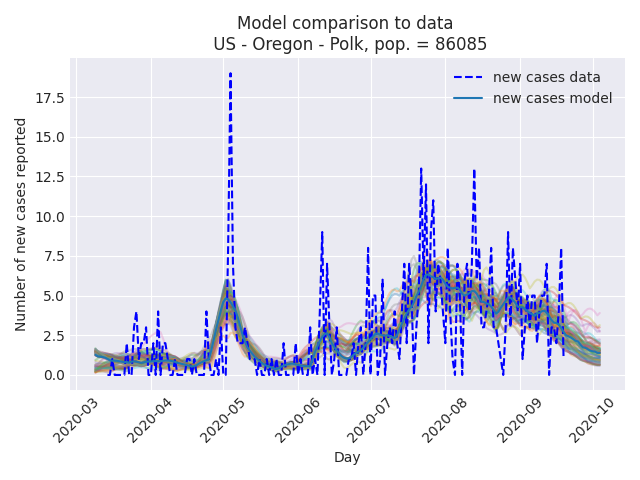 Model comparison to data
US - Oregon - Polk, pop. = 86085
new cases data
new cases model
Number of new cases reported
17.5
15.0
12.5
10.0
7.5
5.0
2.5
0.0
2020-03
2020-04
2020-05
2020-06
2020-07
2020-08
2020-09
2020-10
Day